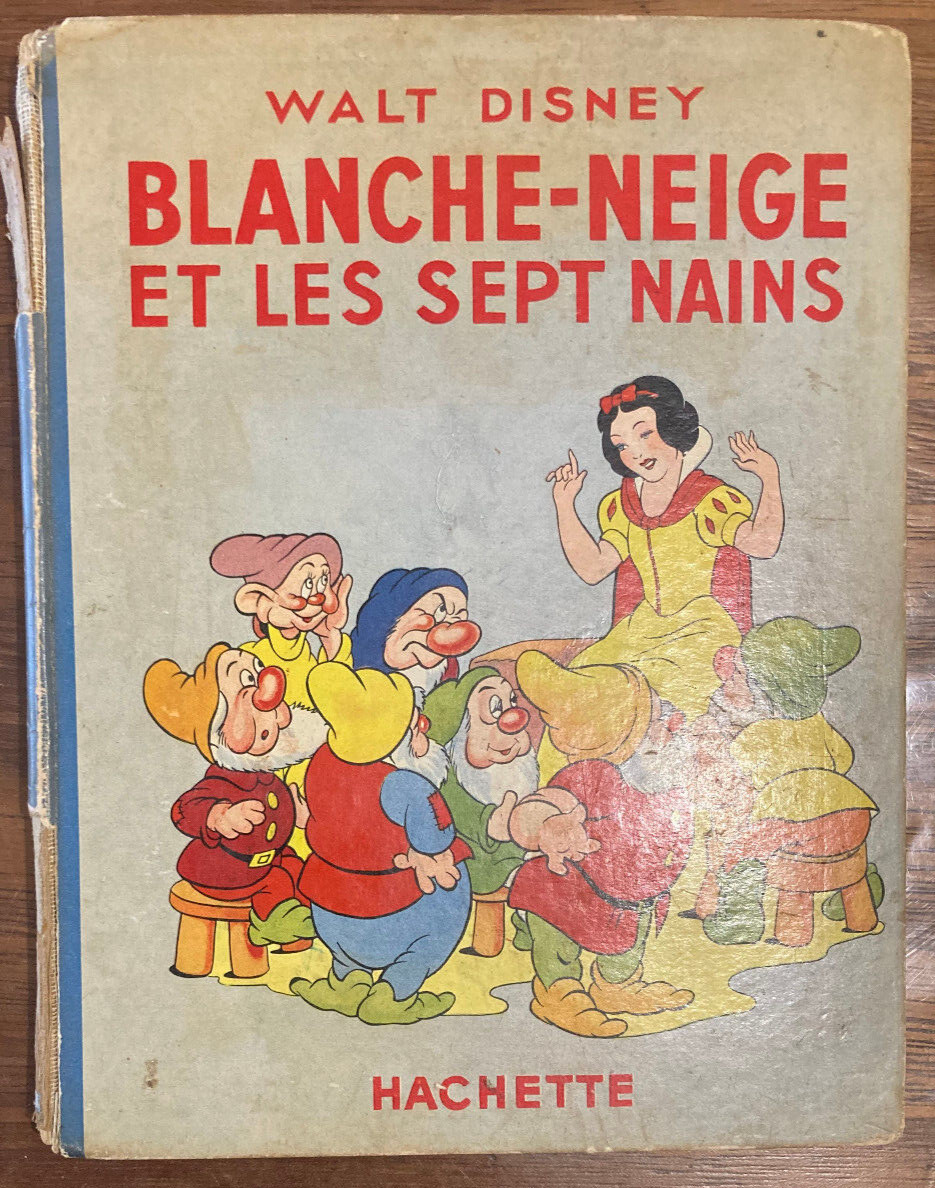 WALT DISNEY
BLANCHE-NEIGE
ET LES SEPT NAINS
HACHETTE